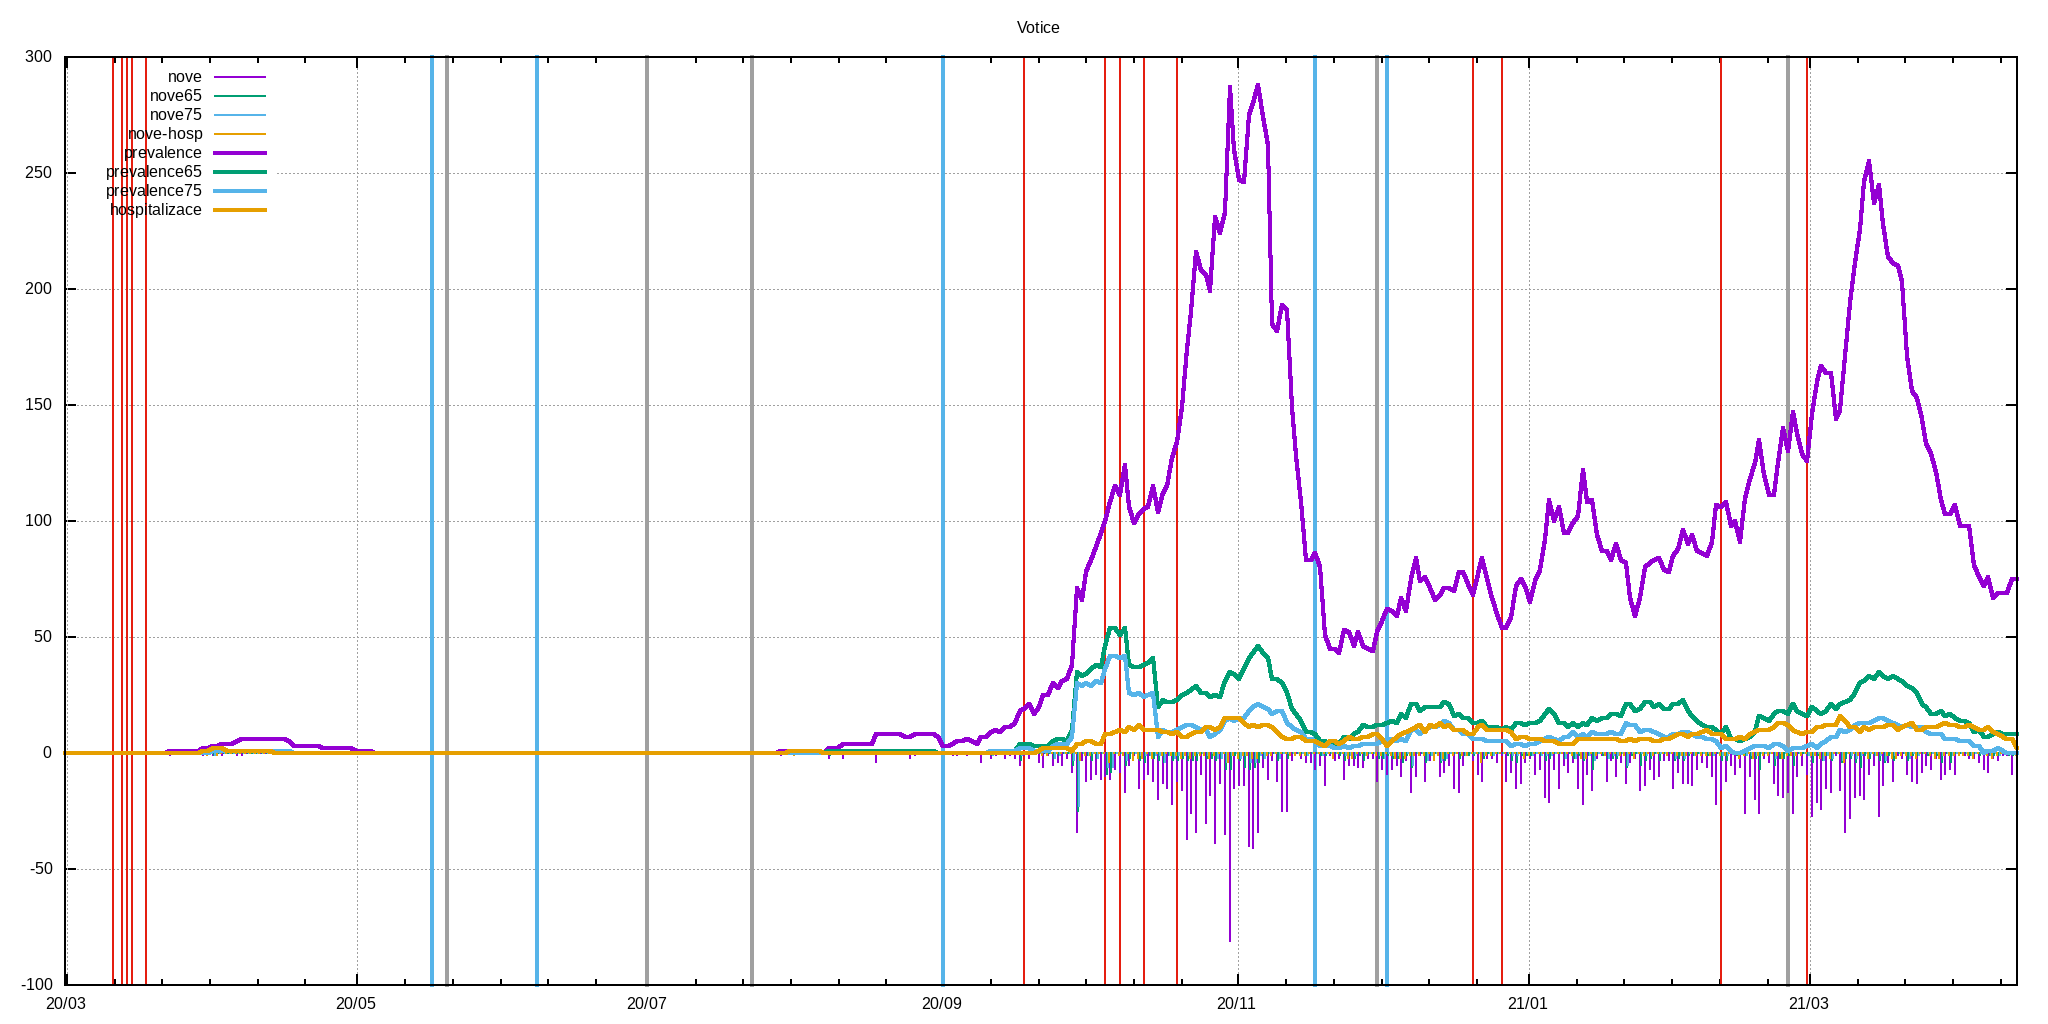 Votice
300
250
200
150
100
50
0
-50
-100
nove
nove65
nove75
nove-hosp
prevalence
prevalence65
prevalence75
hospitalizace
20/03 20/05 20/07 20/09 20/11 21/01 21/03